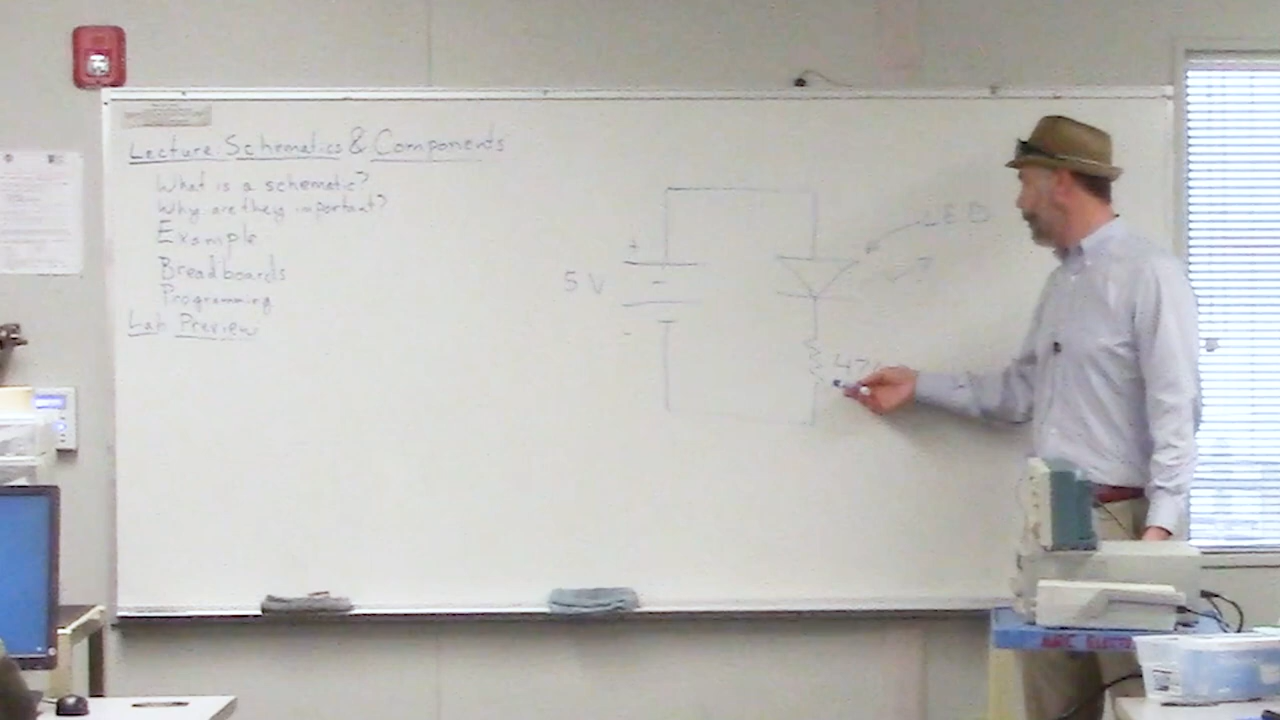 Lecture: Schematics & Components
What is a schematic?
Why are they important?
Example
Breadboards
Programming
Lab Preview
LED
+
5 V
-